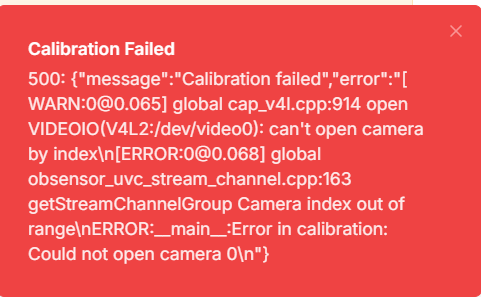 Calibration Failed
500: {"message":"Calibration failed","error":"[
WARN:0@0.065] global cap_v4l.cpp:914 open
VIDEOIO(V4L2:/dev/video0): can't open camera
by index\n[ERROR:0@0.068] global
obsensor_uvc_stream_channel.cpp:163
getStreamChannelGroup Camera index out of
range\nERROR:__main__:Error in calibration:
Could not open camera 0\n"}